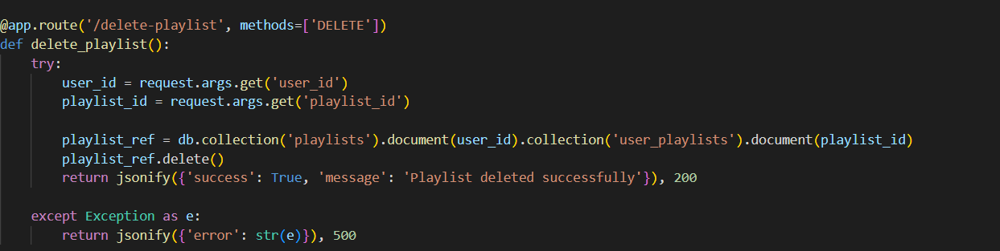 @app.route('/delete-playlist', methods=['DELETE'])
def delete_playlist():
    try:
        user_id = request.args.get('user_id')
        playlist_id = request.args.get('playlist_id')

        playlist_ref = db.collection('playlists').document(user_id).collection('user_playlists').document(playlist_id)
        playlist_ref.delete()
        return jsonify({'success': True, 'message': 'Playlist deleted successfully'}), 200

    except Exception as e:
        return jsonify({'error': str(e)}), 500